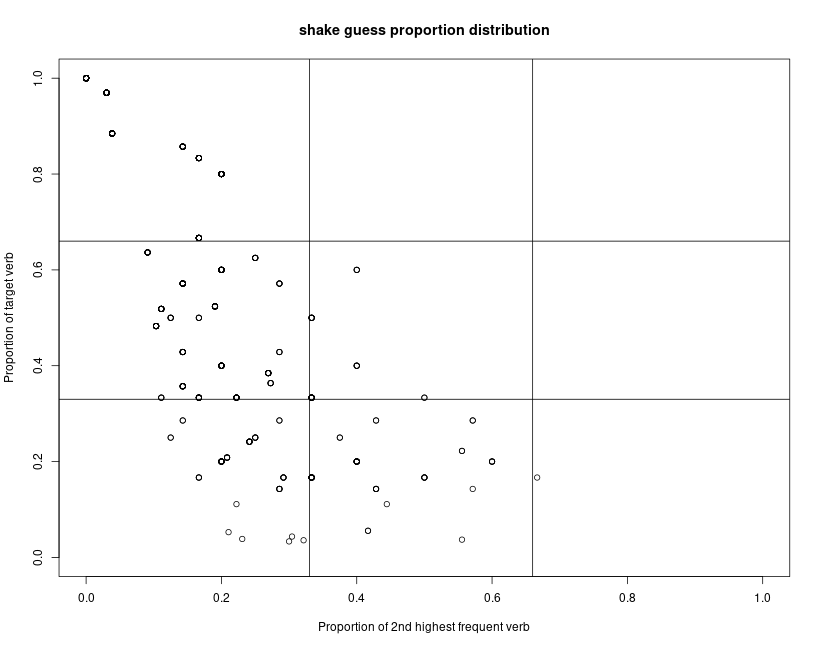 shake guess proportion distribution
Proportion of target verb
1.0
0.8
0.6
0.4
0.2
0.0
0.0 0.2 0.4 0.6 0.8 1.0
Proportion of 2nd highest frequent verb